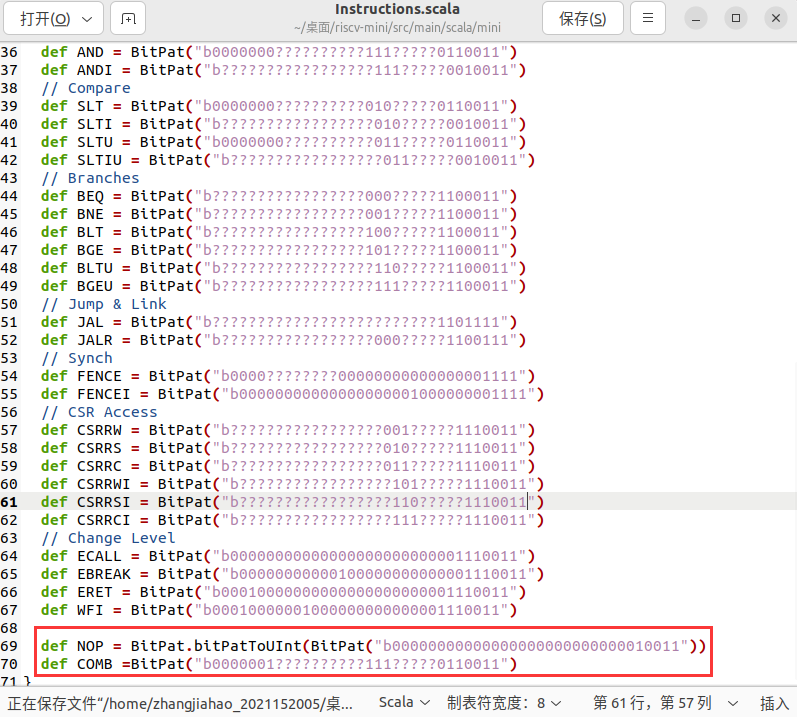 打开(O)
Instructions.scala
~/桌面/riscv-mini/src/main/scala/mini
保存(S)
36 def AND = BitPat("b0000000??????????111?????0110011")
37 def ANDI = BitPat("b?????????????????111?????0010011")
38 // Compare
39 def SLT = BitPat("b0000000??????????010?????0110011")
40 def SLTI = BitPat("b?????????????????010?????0010011")
41 def SLTU = BitPat("b0000000??????????011?????0110011")
42 def SLTIU = BitPat("b?????????????????011?????0010011")
43 // Branches
44 def BEQ = BitPat("b?????????????????000?????1100011")
45 def BNE = BitPat("b?????????????????001?????1100011")
46 def BLT = BitPat("b?????????????????100?????1100011")
47 def BGE = BitPat("b?????????????????101?????1100011")
48 def BLTU = BitPat("b?????????????????110?????1100011")
49 def BGEU = BitPat("b?????????????????111?????1100011")
50 // Jump & Link
51 def JAL = BitPat("b?????????????????????????1101111")
52 def JALR = BitPat("b?????????????????000?????1100111")
53 // Synch
54 def FENCE = BitPat("b0000????????00000000000000001111")
55 def FENCEI = BitPat("b00000000000000000001000000001111")
56 // CSR Access
57 def CSRRW = BitPat("b?????????????????001?????1110011")
58 def CSRRS = BitPat("b?????????????????010?????1110011")
59 def CSRRC = BitPat("b?????????????????011?????1110011")
60 def CSRRWI = BitPat("b?????????????????101?????1110011")
61 def CSRRSI = BitPat("b?????????????????110?????1110011")
62 def CSRRCI = BitPat("b?????????????????111?????1110011")
63 // Change Level
64 def ECALL = BitPat("b00000000000000000000000001110011")
65 def EBREAK = BitPat("b00000000000100000000000001110011")
66 def ERET = BitPat("b00010000000000000000000001110011")
67 def WFI = BitPat("b00010000001000000000000001110011")
68
69 def NOP = BitPat.bitPatToUInt(BitPat("b00000000000000000000000000010011"))
70 def COMB =BitPat("b0000001??????????111?????0110011")
71 }
正在保存文件“/home/zhangjiahao_2021152005/桌... Scala 制表符宽度：8 第 61 行，第 57 列 插入